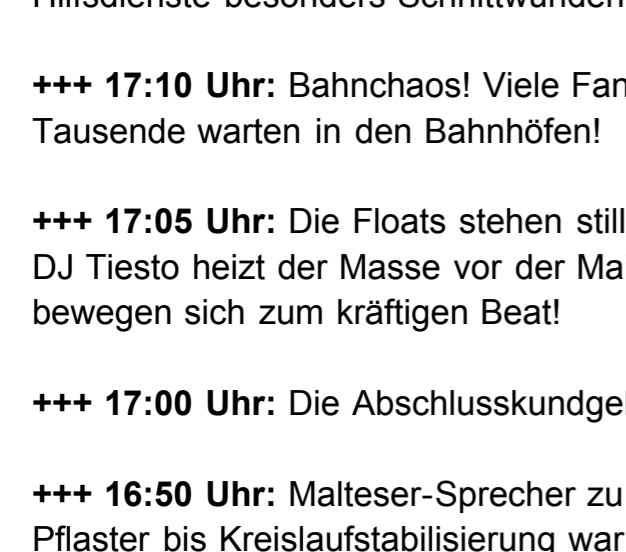 Hilfsdienste besonders Schnittwunden
+++ 17:10 Uhr: Bahnchaos! Viele Fan
Tausende warten in den Bahnhöfen!
+++ 17:05 Uhr: Die Floats stehen still
DJ Tiesto heizt der Masse vor der Ma
bewegen sich zum kräftigen Beat!
+++ 17:00 Uhr: Die Abschlusskundge
+++ 16:50 Uhr: Malteser-Sprecher zu
Pflaster bis Kreislaufstabilisierung war